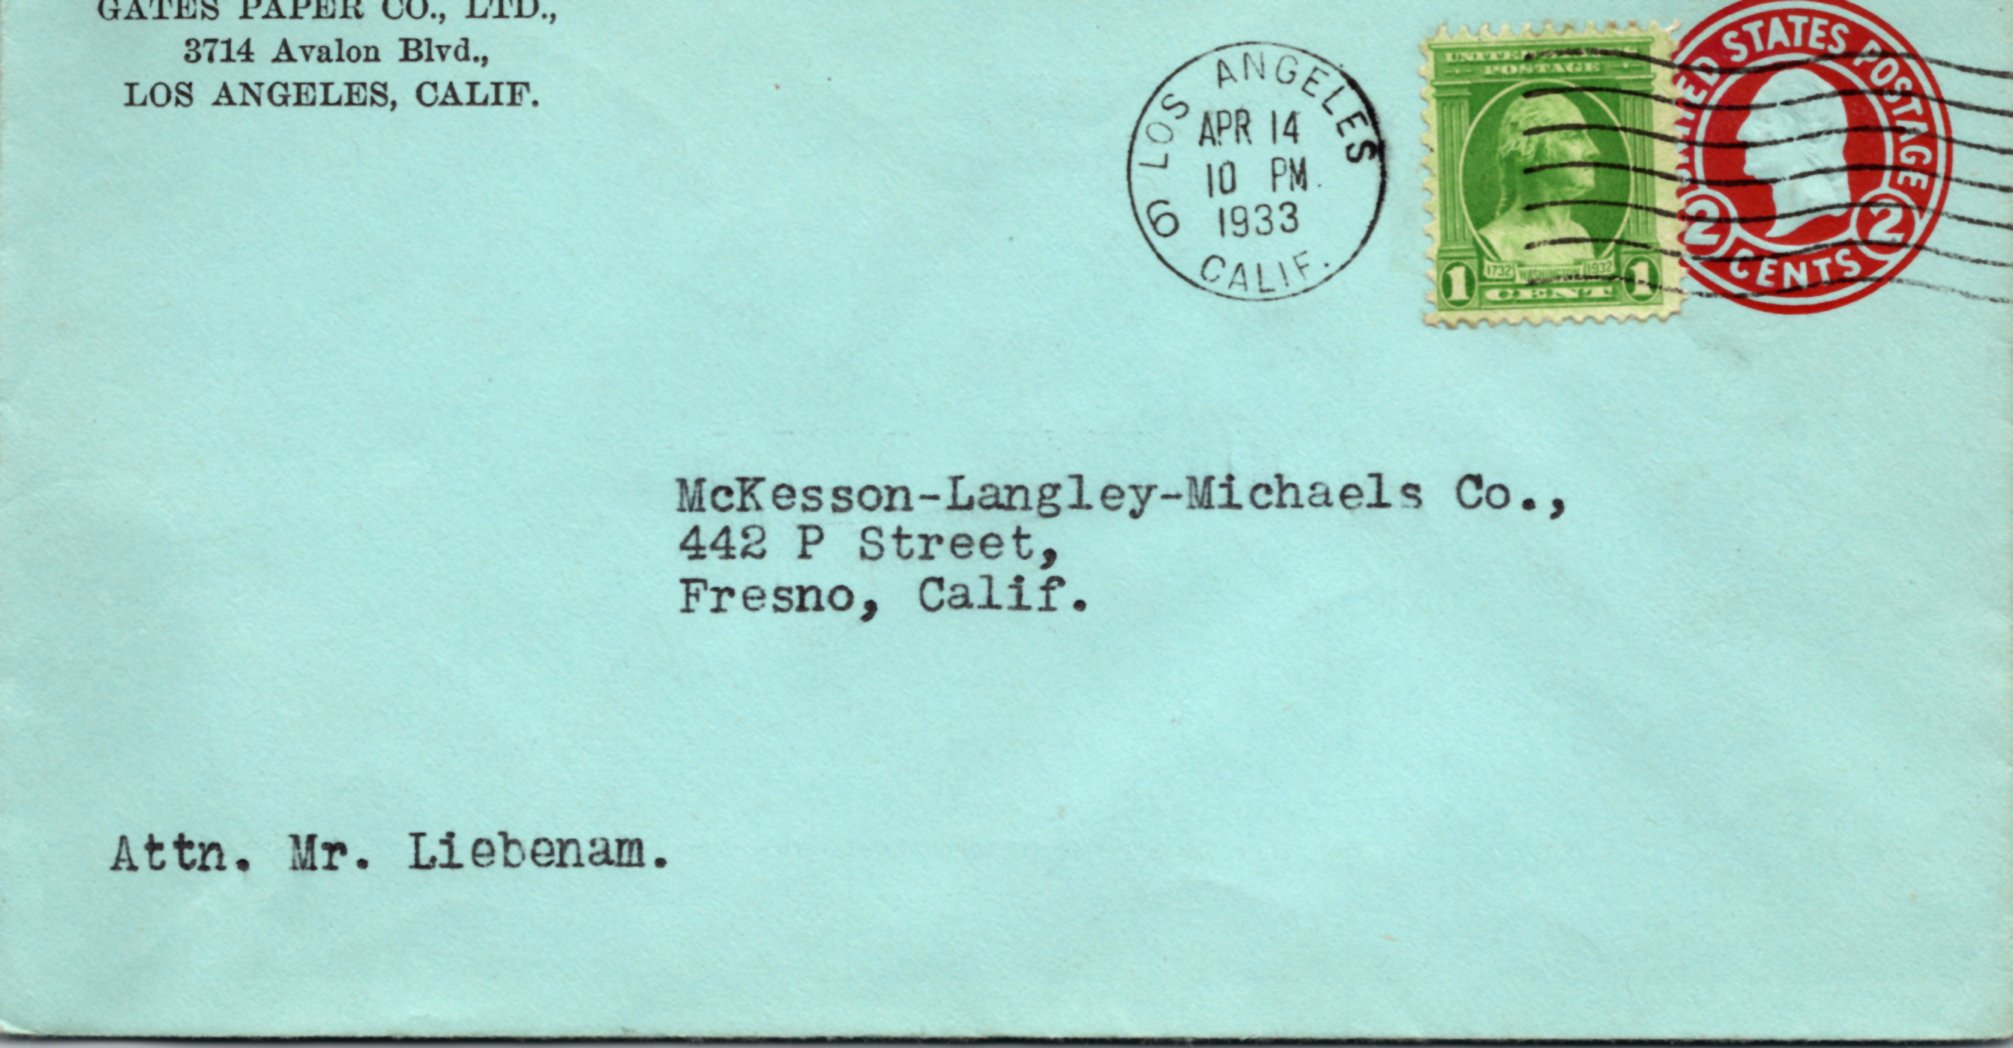 GATES PAPER CO., LTD.,
3714 Avalon Blvd.,
LOS ANGELES, CALIF.
LOS ANGELES
APR 14
10 PM
1933
6
CALIF.
UNITED STATES
POSTAGE
1732 WASHINGTON 1932
1 CENT 1
UNITED STATES POSTAGE
2 CENTS 2
McKesson-Langley-Michaels Co.,
442 P Street,
Fresno, Calif.
Attn. Mr. Liebenam.